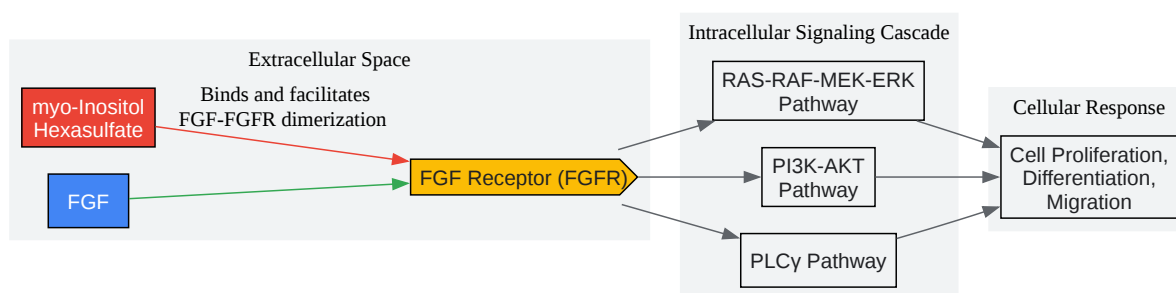 Extracellular Space
myo-Inositol
Hexasulfate
Binds and facilitates
FGF-FGFR dimerization
FGF
FGF Receptor (FGFR)
Intracellular Signaling Cascade
RAS-RAF-MEK-ERK
Pathway
PI3K-AKT
Pathway
PLCγ Pathway
Cellular Response
Cell Proliferation,
Differentiation,
Migration